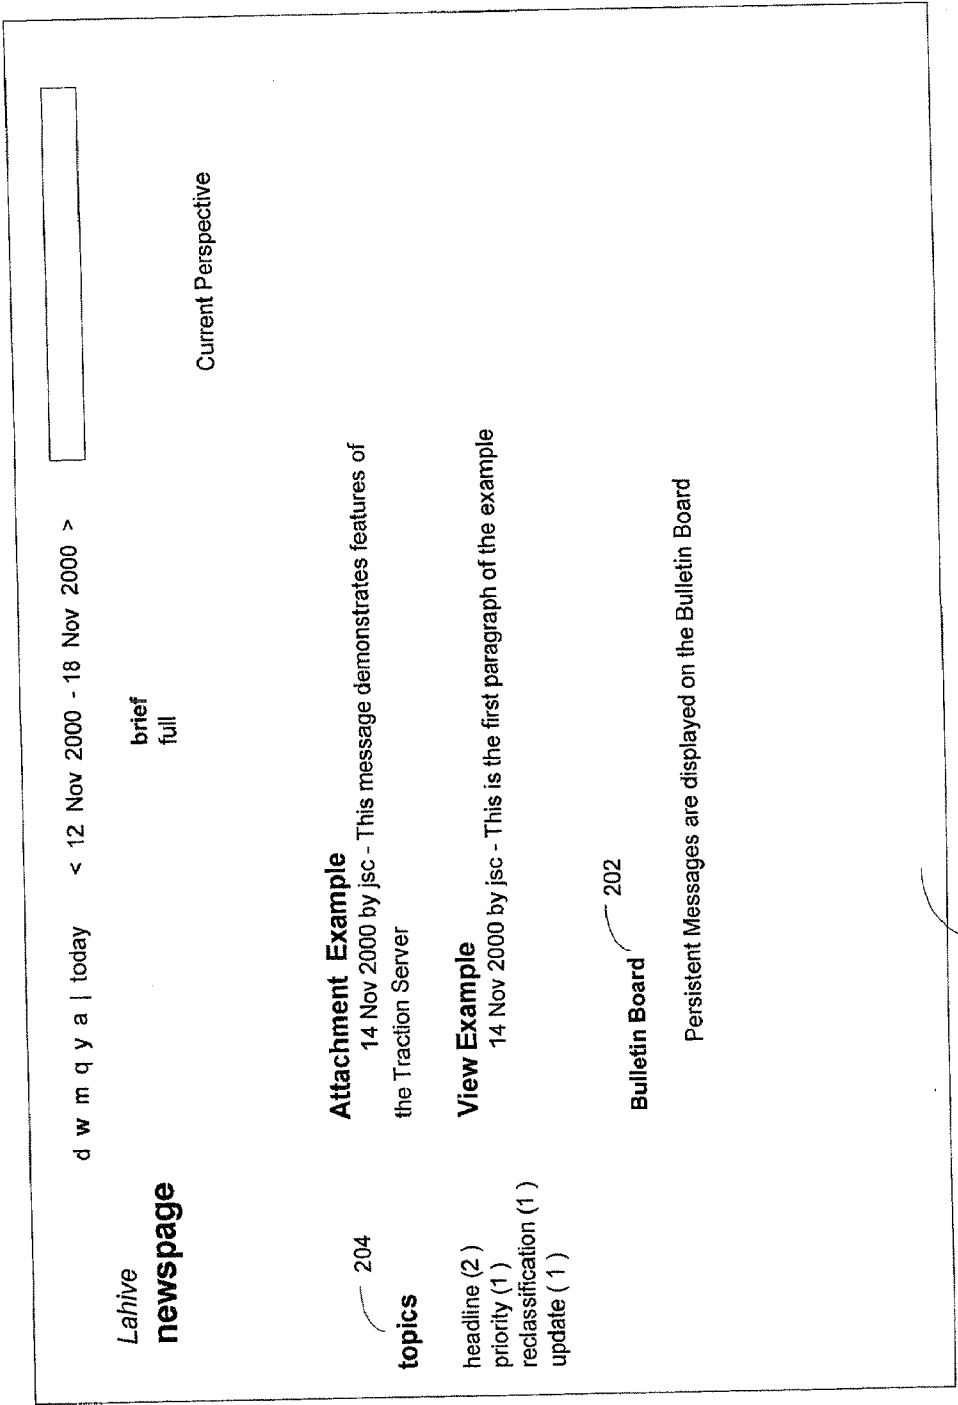 d w m q y a | today < 12 Nov 2000 - 18 Nov 2000 >
Lahive
newspage
brief
full
Current Perspective
204
topics
headline (2 )
priority (1 )
reclassification (1 )
update ( 1 )
Attachment Example
14 Nov 2000 by jsc - This message demonstrates features of
the Traction Server
View Example
14 Nov 2000 by jsc - This is the first paragraph of the example
Bulletin Board
202
Persistent Messages are displayed on the Bulletin Board